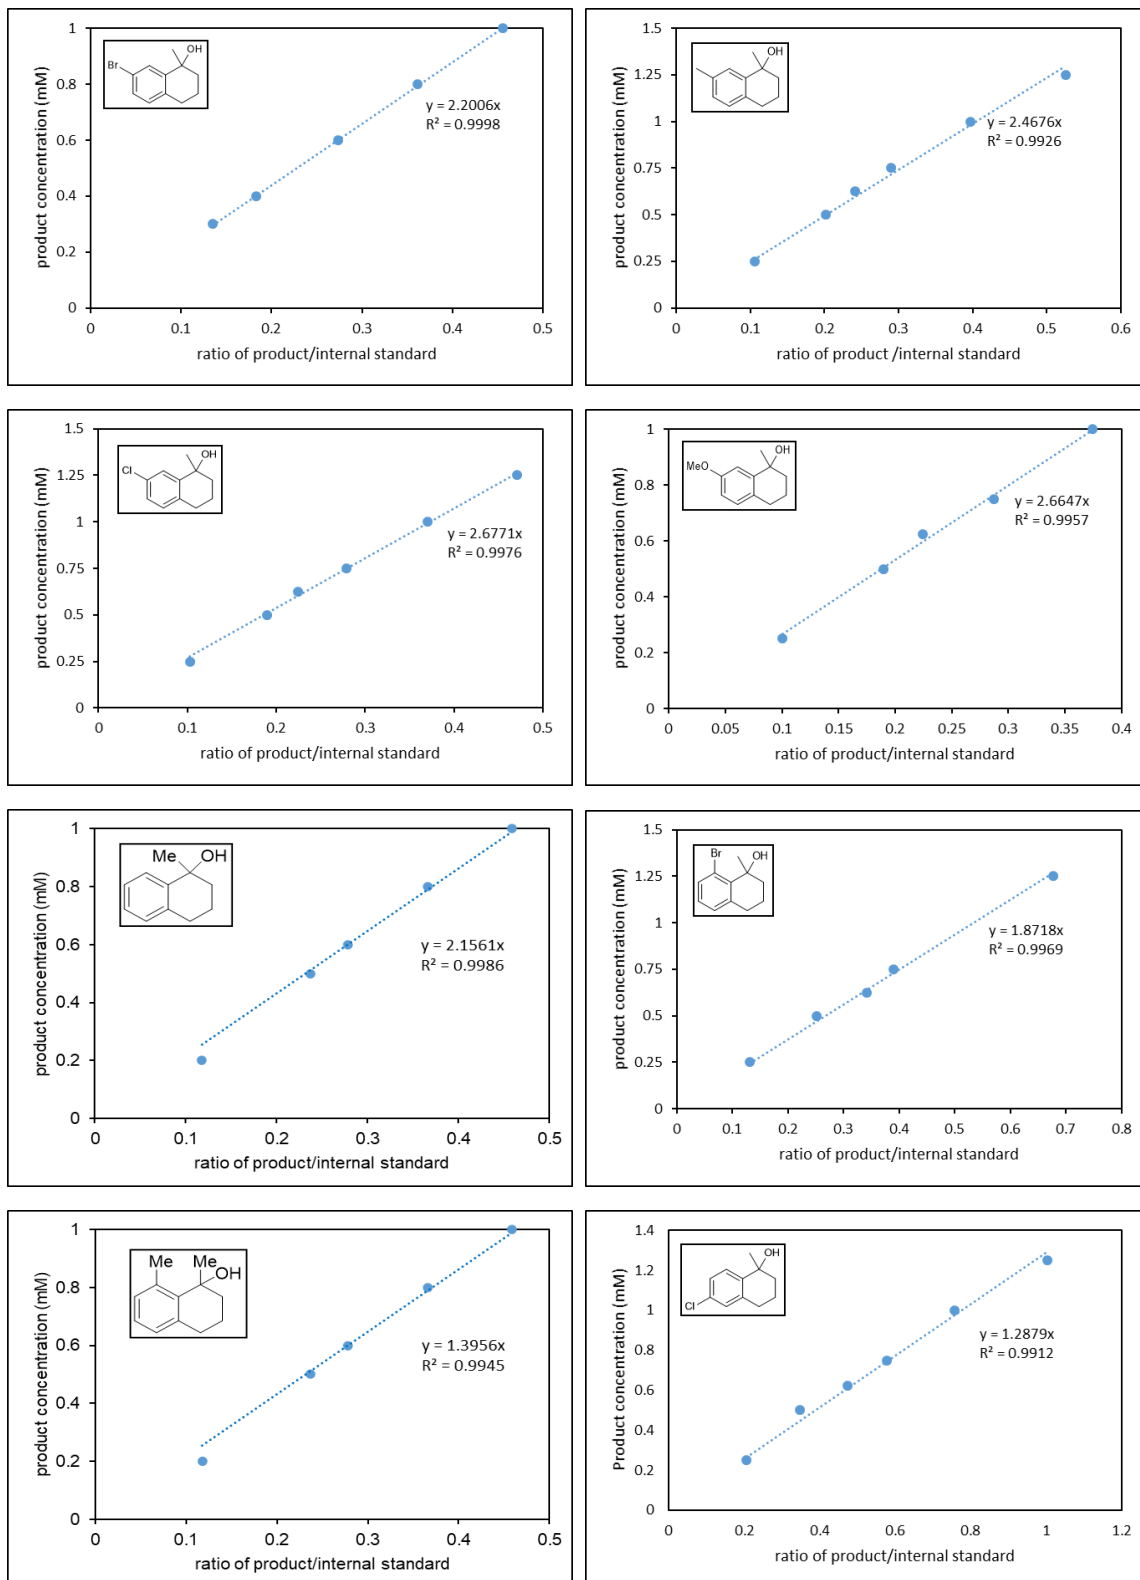 1
0.8
0.6
0.4
0.2
0
0 0.1 0.2 0.3 0.4 0.5
product concentration (mM)
ratio of product/internal standard
Br
OH
y = 2.2006x
R² = 0.9998
1.5
1.25
1
0.75
0.5
0.25
0
0 0.1 0.2 0.3 0.4 0.5 0.6
product concentration (mM)
ratio of product /internal standard
OH
y = 2.4676x
R² = 0.9926
1.5
1.25
1
0.75
0.5
0.25
0
0 0.1 0.2 0.3 0.4 0.5
product concentration (mM)
ratio of product/internal standard
Cl
OH
y = 2.6771x
R² = 0.9976
1
0.8
0.6
0.4
0.2
0
0 0.05 0.1 0.15 0.2 0.25 0.3 0.35 0.4
product concentration (mM)
ratio of product/internal standard
MeO
OH
y = 2.6647x
R² = 0.9957
1
0.8
0.6
0.4
0.2
0
0 0.1 0.2 0.3 0.4 0.5
product concentration (mM)
ratio of product/internal standard
Me
OH
y = 2.1561x
R² = 0.9986
1.5
1.25
1
0.75
0.5
0.25
0
0 0.1 0.2 0.3 0.4 0.5 0.6 0.7 0.8
product concentration (mM)
ratio of product/internal standard
Br
OH
y = 1.8718x
R² = 0.9969
1
0.8
0.6
0.4
0.2
0
0 0.1 0.2 0.3 0.4 0.5
product concentration (mM)
ratio of product/internal standard
Me Me
OH
y = 1.3956x
R² = 0.9945
1.4
1.2
1
0.8
0.6
0.4
0.2
0
0 0.2 0.4 0.6 0.8 1 1.2
Product concentration (mM)
ratio of product/internal standard
OH
Cl
y = 1.2879x
R² = 0.9912